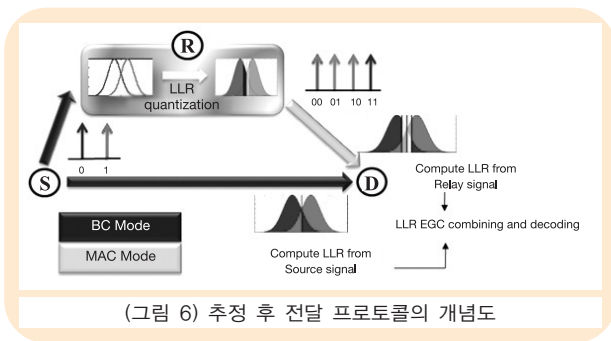 R
LLR
quantization
00 01 10 11
0 1
S
D
Compute LLR from
Relay signal
LLR EGC combining and decoding
BC Mode
MAC Mode
Compute LLR from
Source signal
(그림 6) 추정 후 전달 프로토콜의 개념도